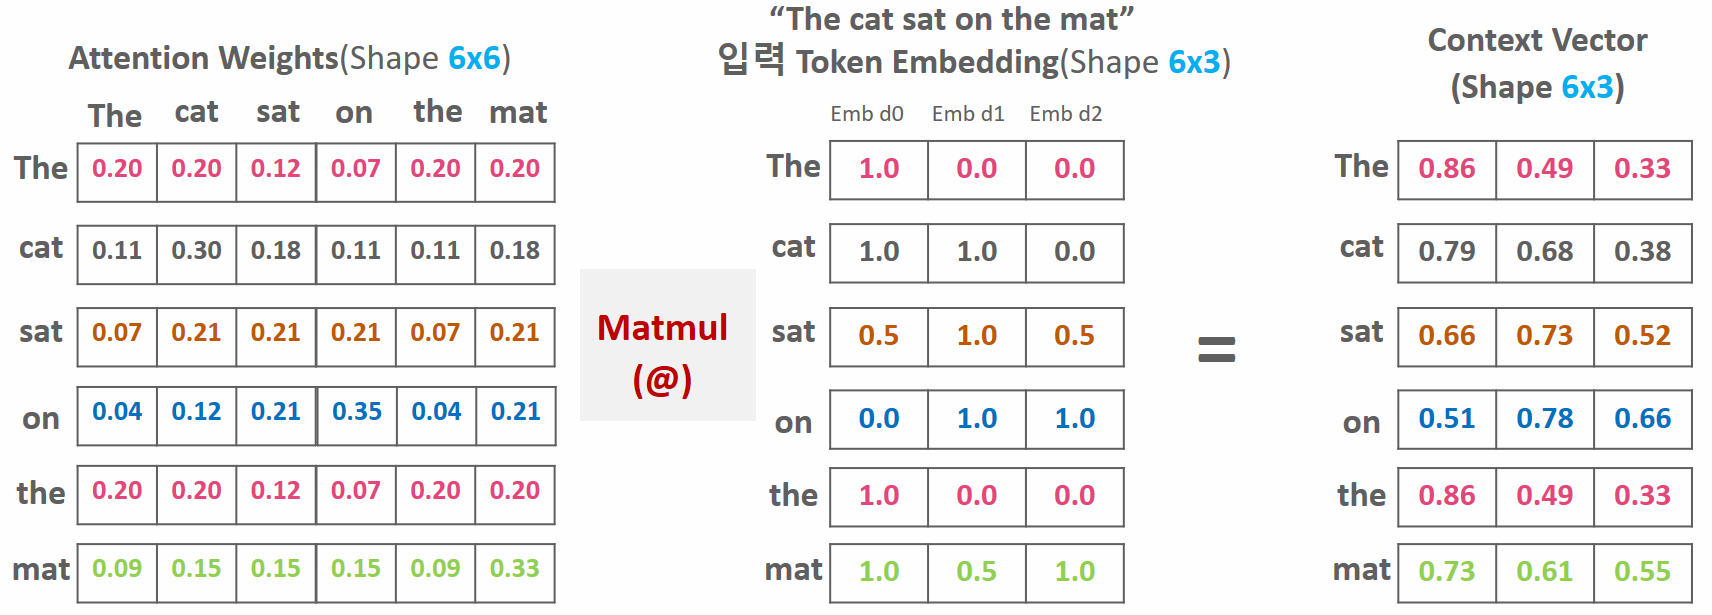 “The cat sat on the mat”
Attention Weights(Shape 6x6)
입력 Token Embedding(Shape 6x3)
Context Vector
(Shape 6x3)
The cat sat on the mat
Emb d0 Emb d1 Emb d2
The 0.20 0.20 0.12 0.07 0.20 0.20
cat 0.11 0.30 0.18 0.11 0.11 0.18
sat 0.07 0.21 0.21 0.21 0.07 0.21
on 0.04 0.12 0.21 0.35 0.04 0.21
the 0.20 0.20 0.12 0.07 0.20 0.20
mat 0.09 0.15 0.15 0.15 0.09 0.33
Matmul
(@)
The 1.0 0.0 0.0
cat 1.0 1.0 0.0
sat 0.5 1.0 0.5
on 0.0 1.0 1.0
the 1.0 0.0 0.0
mat 1.0 0.5 1.0
=
The 0.86 0.49 0.33
cat 0.79 0.68 0.38
sat 0.66 0.73 0.52
on 0.51 0.78 0.66
the 0.86 0.49 0.33
mat 0.73 0.61 0.55